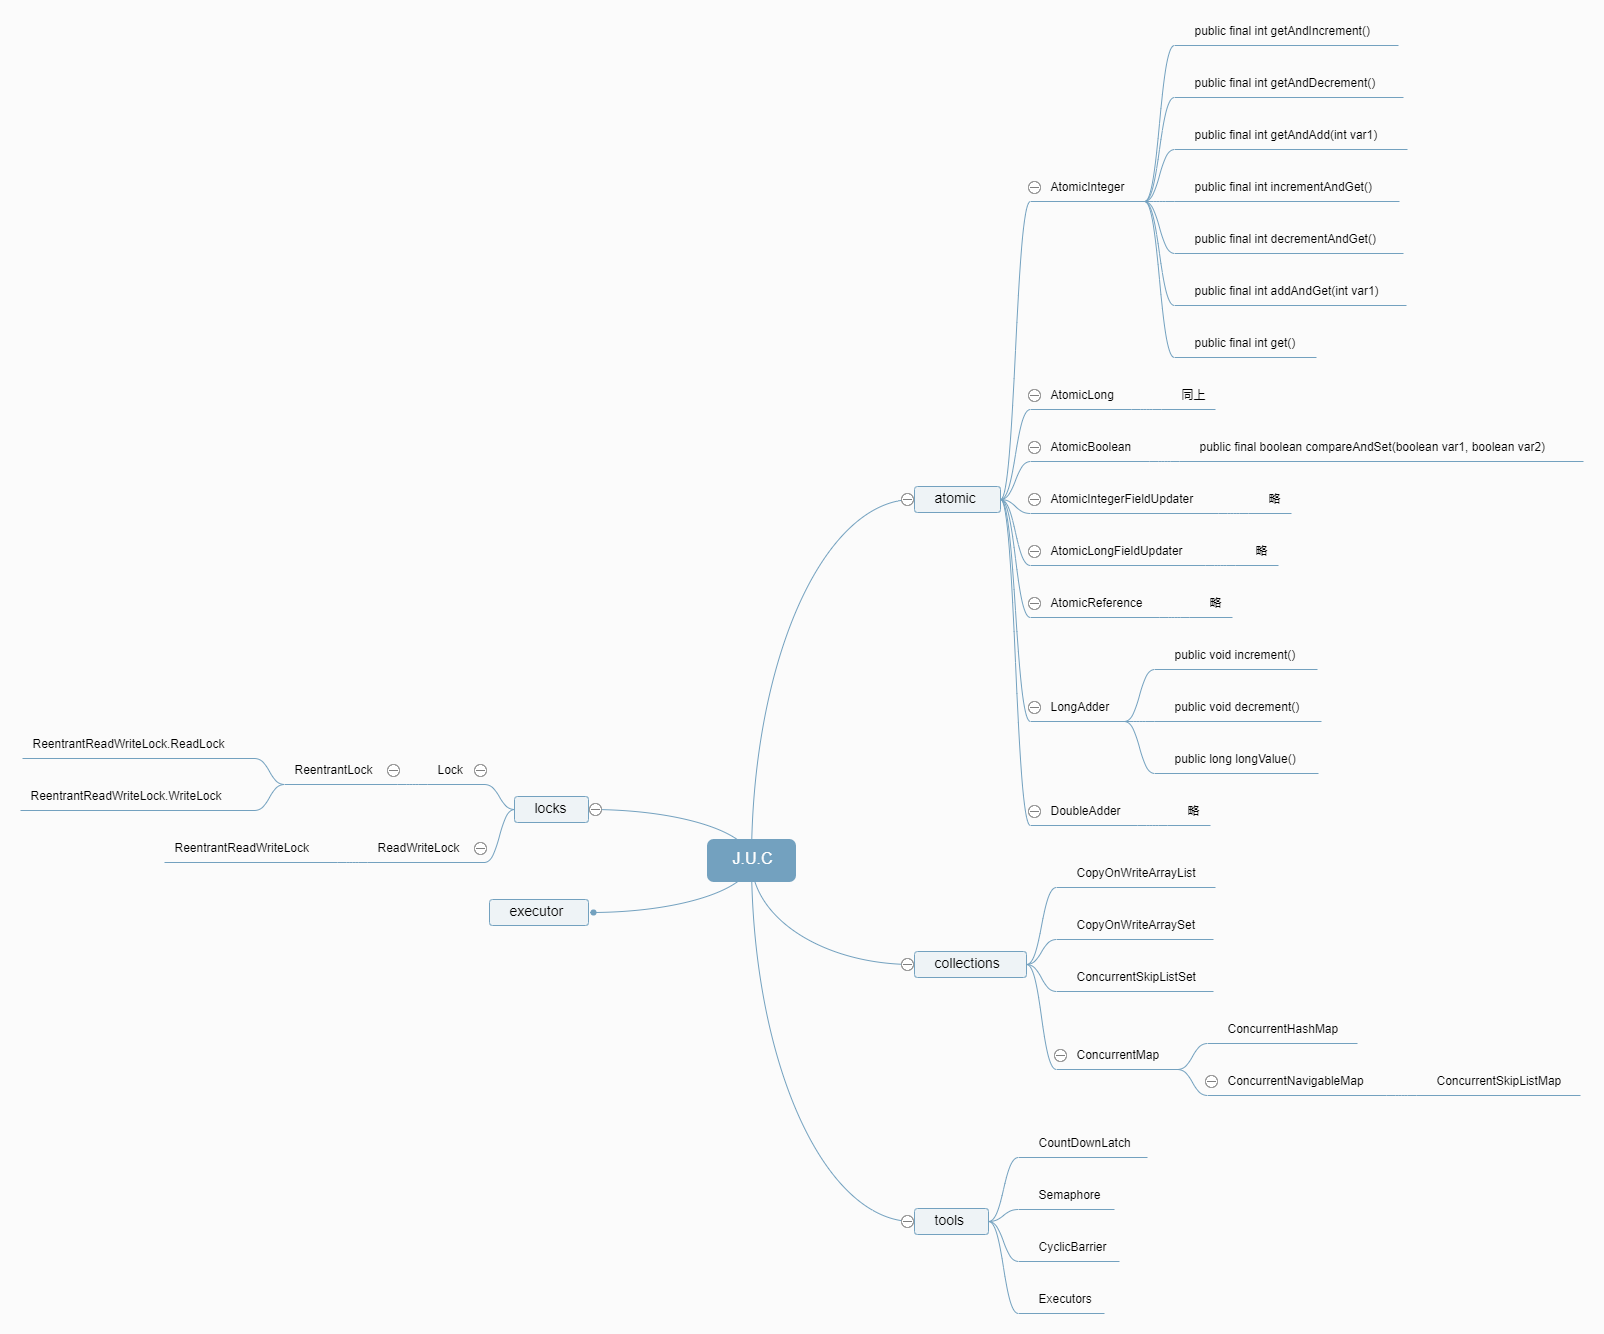 J.U.C
atomic
AtomicInteger
public final int getAndIncrement()
public final int getAndDecrement()
public final int getAndAdd(int var1)
public final int incrementAndGet()
public final int decrementAndGet()
public final int addAndGet(int var1)
public final int get()
AtomicLong
同上
AtomicBoolean
public final boolean compareAndSet(boolean var1, boolean var2)
AtomicIntegerFieldUpdater
略
AtomicLongFieldUpdater
略
AtomicReference
略
LongAdder
public void increment()
public void decrement()
public long longValue()
DoubleAdder
略
collections
CopyOnWriteArrayList
CopyOnWriteArraySet
ConcurrentSkipListSet
ConcurrentMap
ConcurrentHashMap
ConcurrentNavigableMap
ConcurrentSkipListMap
tools
CountDownLatch
Semaphore
CyclicBarrier
Executors
locks
Lock
ReentrantLock
ReentrantReadWriteLock.ReadLock
ReentrantReadWriteLock.WriteLock
ReadWriteLock
ReentrantReadWriteLock
executor